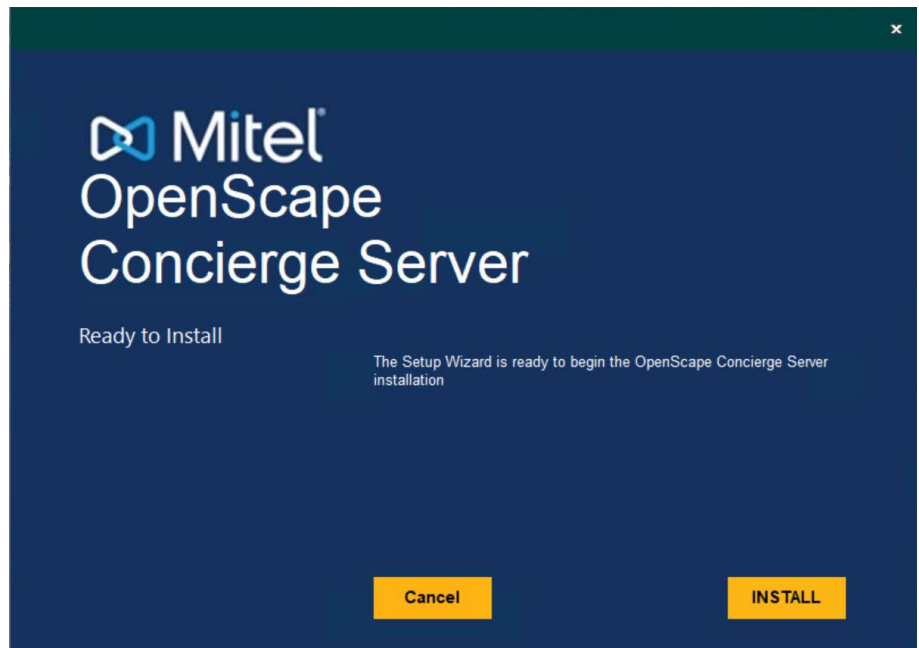 ×
Mitel®
OpenScape
Concierge Server
Ready to Install
The Setup Wizard is ready to begin the OpenScape Concierge Server
installation
Cancel
INSTALL